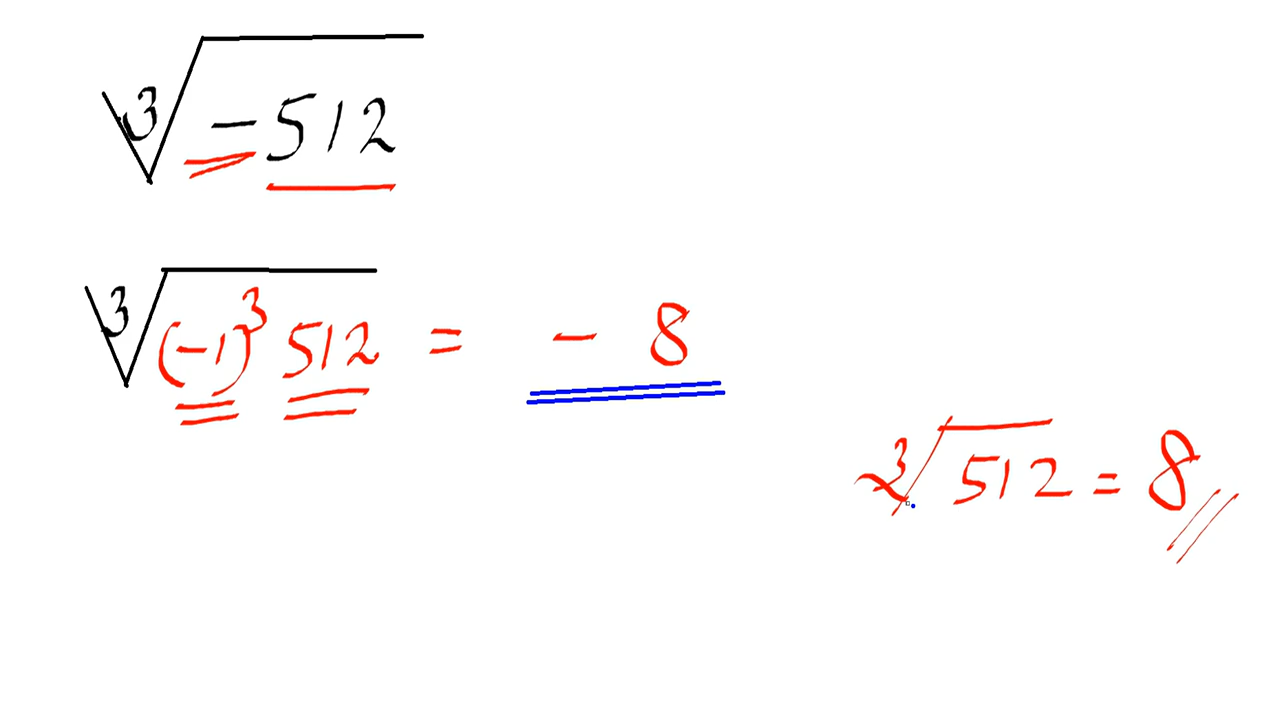 ∛-512
∛(-1)³ 512 = - 8
∛512 = 8